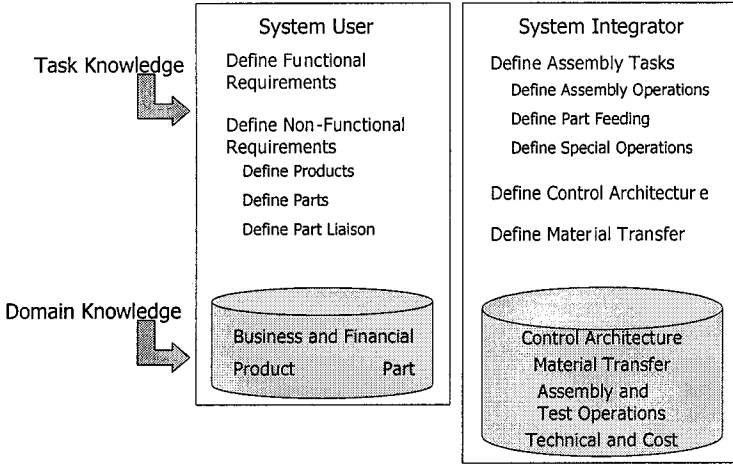 Task Knowledge
Domain Knowledge
System User
Define Functional
Requirements
Define Non-Functional
Requirements
Define Products
Define Parts
Define Part Liaison
Business and Financial
Product Part
System Integrator
Define Assembly Tasks
Define Assembly Operations
Define Part Feeding
Define Special Operations
Define Control Architecture
Define Material Transfer
Control Architecture
Material Transfer
Assembly and
Test Operations
Technical and Cost